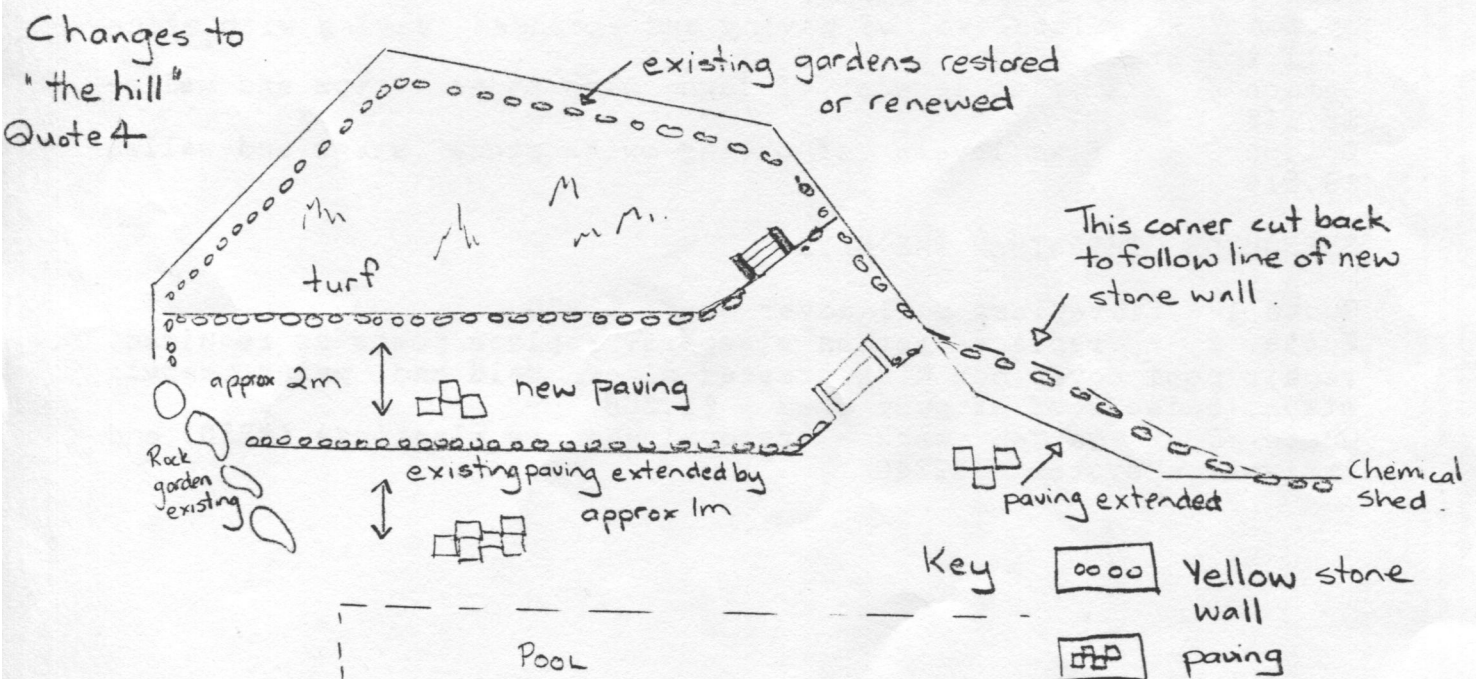 Changes to
"the hill"
Quote 4
existing gardens restored
or renewed
This corner cut back
to follow line of new
stone wall
turf
approx 2m
new paving
Rock
garden
existing
existing paving extended by
approx 1m
paving extended
Chemical
Shed.
Key
Yellow stone
wall
paving
POOL